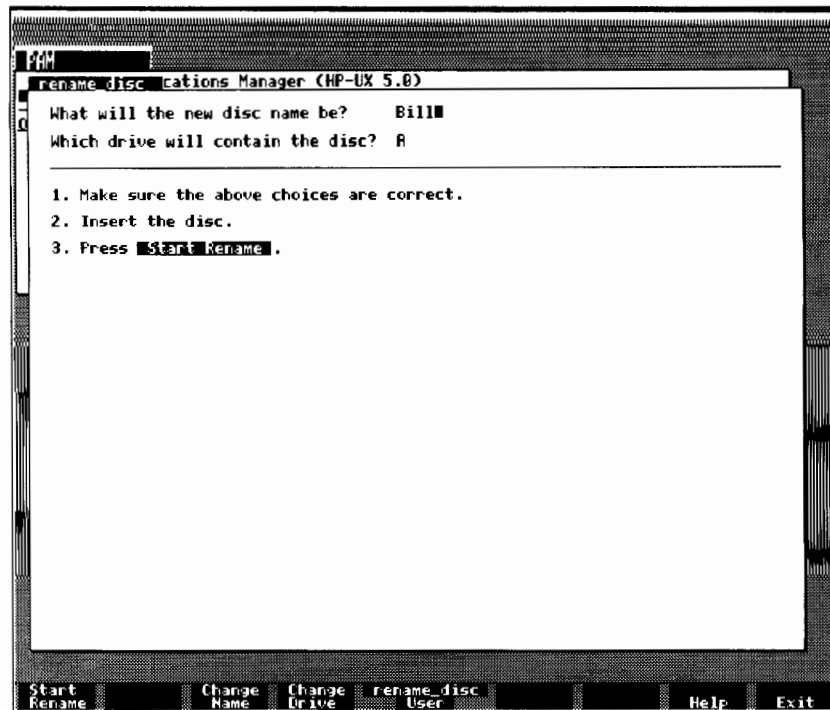 PAM
rename disc cations Manager (HP-UX 5.0)
What will the new disc name be? Bill
Which drive will contain the disc? A
1. Make sure the above choices are correct.
2. Insert the disc.
3. Press Start Rename .
Start Rename Change Name Change Drive rename_disc User Help Exit